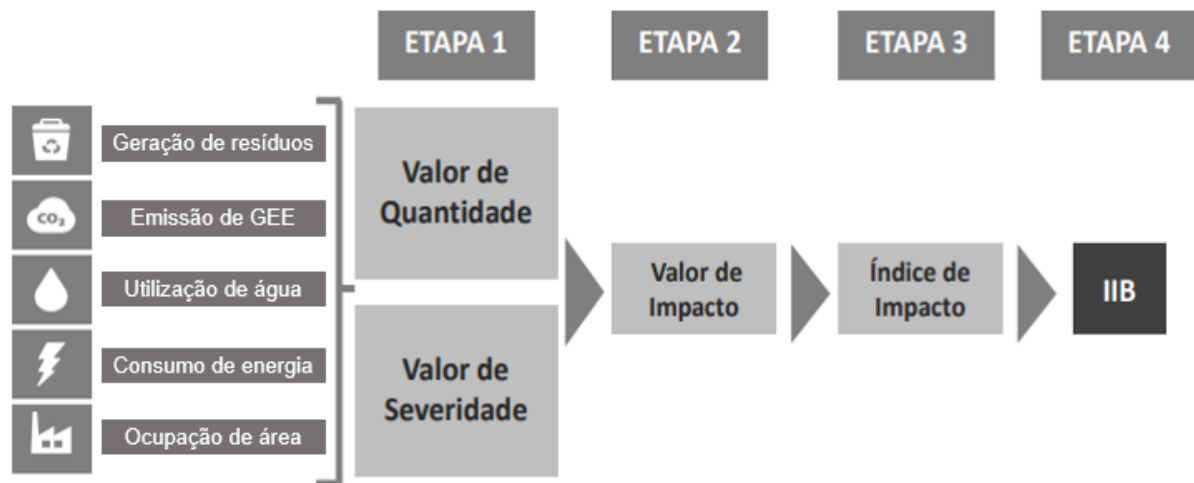 ETAPA 1
ETAPA 2
ETAPA 3
ETAPA 4
Geração de resíduos
CO₂
Emissão de GEE
Utilização de água
Consumo de energia
Ocupação de área
Valor de
Quantidade
Valor de
Severidade
Valor de
Impacto
Índice de
Impacto
IIB